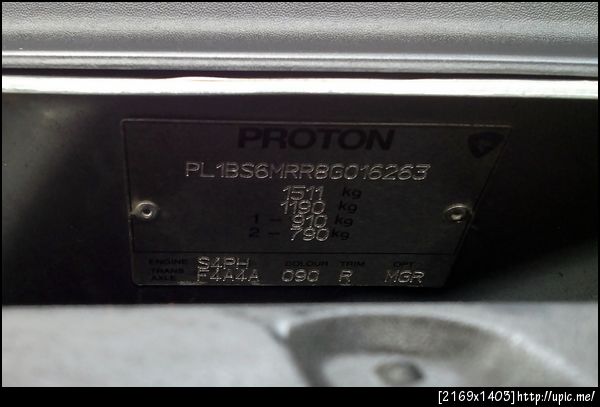 PROTON
PL1BS6MRR8G016263
1511 kg
1190 kg
1 - 910 kg
2 - 790 kg
ENGINE S4PH COLOUR TRIM OPT
TRANS AXLE F4A4A 090 R MGR
[2169x1403]http://upic.me/